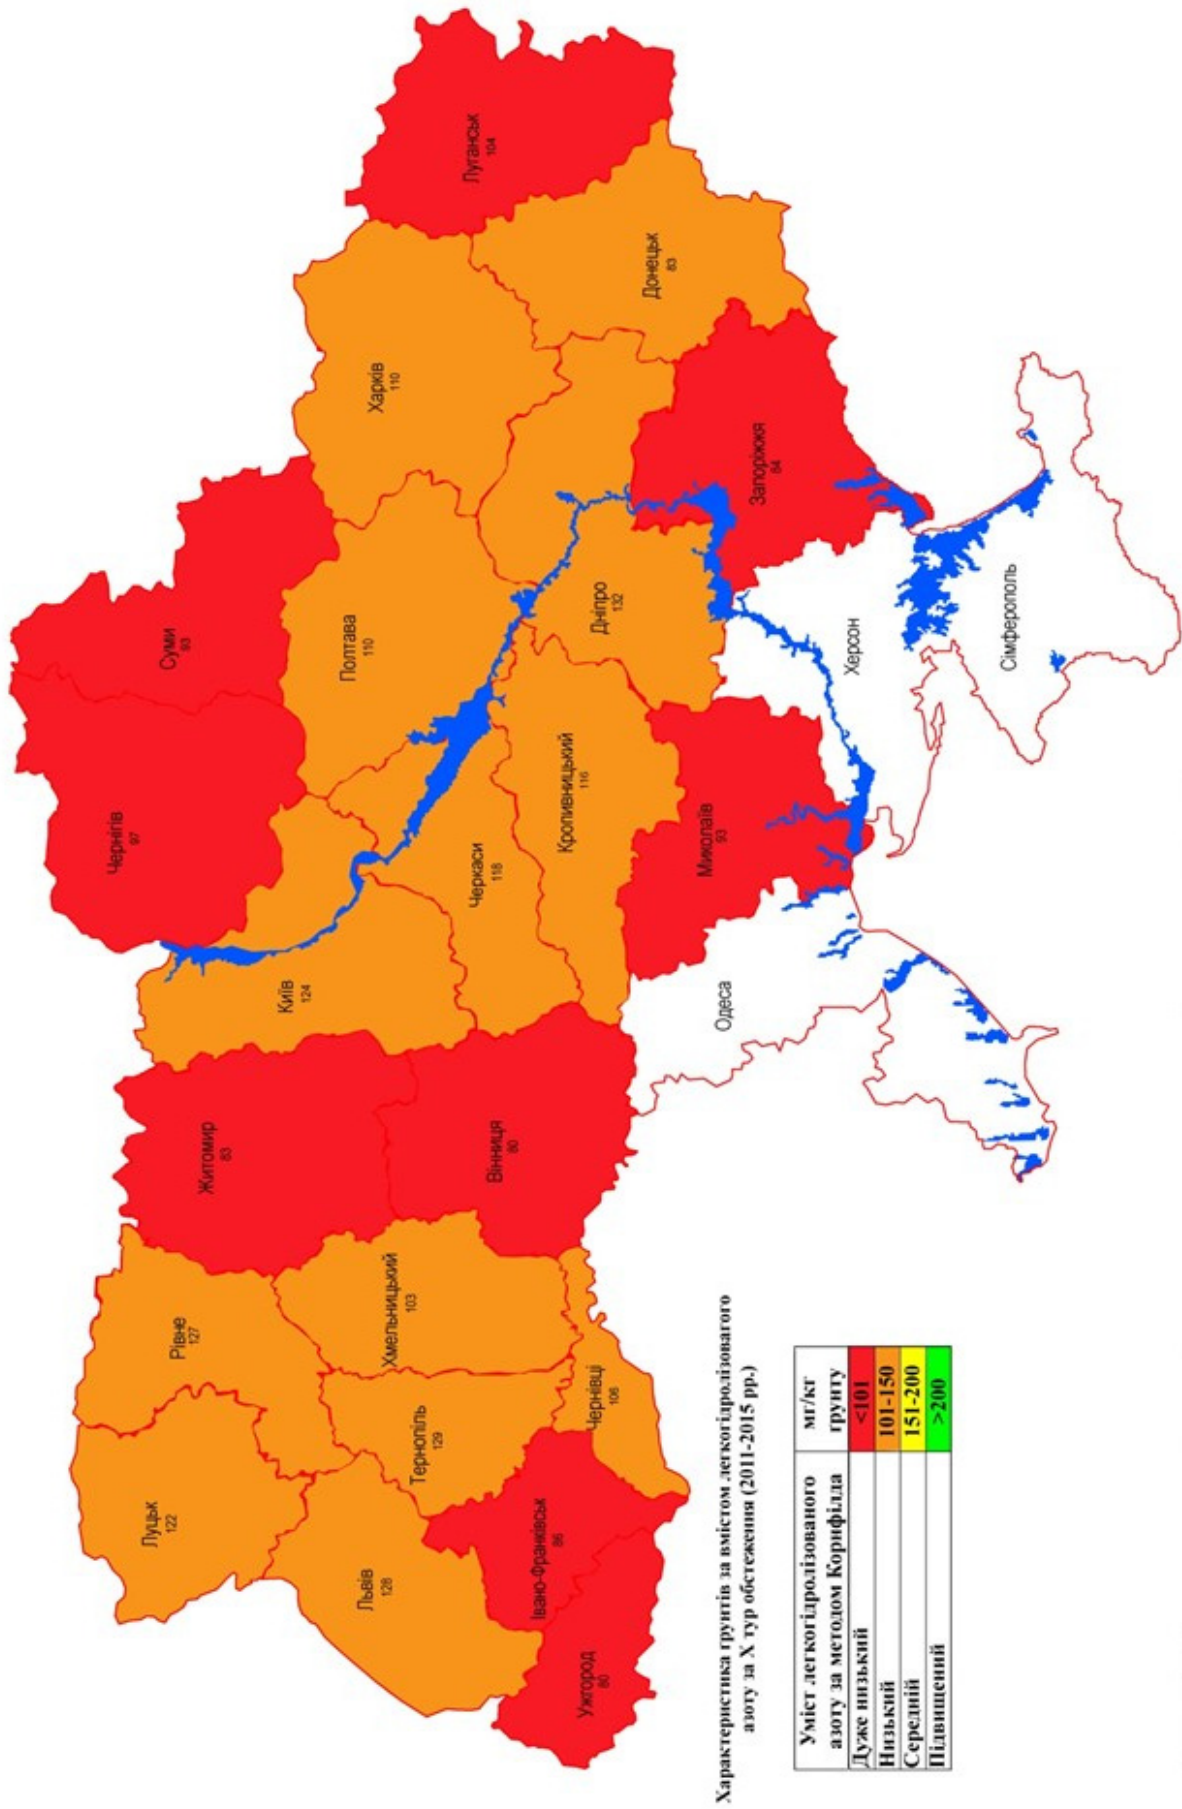 Луцьк
122
Рівне
127
Житомир
83
Київ
124
Чернігів
97
Суми
93
Львів
128
Тернопіль
129
Хмельницький
103
Вінниця
80
Черкаси
118
Полтава
110
Харків
110
Луганськ
104
Ужгород
80
Івано-Франківськ
86
Чернівці
106
Кропивницький
116
Дніпро
132
Донецьк
83
Одеса
Миколаїв
93
Запоріжжя
84
Херсон
Сімферополь
Характеристика грунтів за вмістом легкогідролізовагого
азоту за X тур обстеження (2011-2015 рр.)
Уміст легкогідролізованого
азоту за методом Корнфілда
мг/кг
грунту
Дуже низький <101
Низький 101-150
Середній 151-200
Підвищений >200